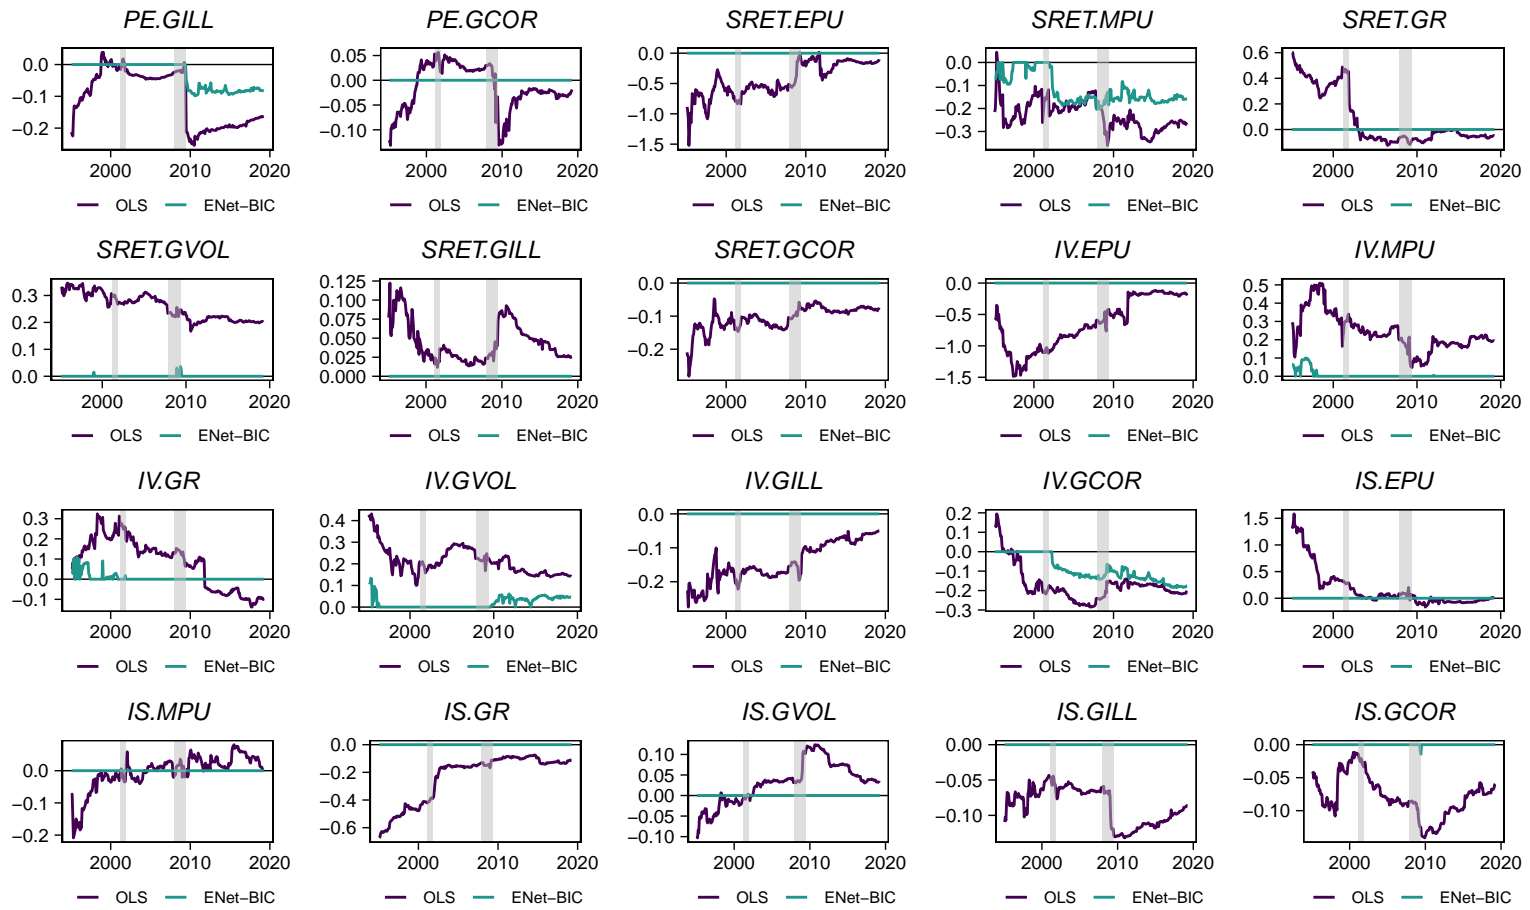 PE.GILL PE.GCOR SRET.EPU SRET.MPU SRET.GR
0.0 −0.1 −0.2 2000 2010 2020
0.05 0.00 −0.05 −0.10 2000 2010 2020
0.0 −0.5 −1.0 −1.5 2000 2010 2020
0.0 −0.1 −0.2 −0.3 2000 2010 2020
0.6 0.4 0.2 0.0 2000 2010 2020
OLS ENet−BIC OLS ENet−BIC OLS ENet−BIC OLS ENet−BIC OLS ENet−BIC
SRET.GVOL SRET.GILL SRET.GCOR IV.EPU IV.MPU
0.3 0.2 0.1 0.0 2000 2010 2020
0.125 0.100 0.075 0.050 0.025 0.000 2000 2010 2020
0.0 −0.1 −0.2 2000 2010 2020
0.0 −0.5 −1.0 −1.5 2000 2010 2020
0.5 0.4 0.3 0.2 0.1 0.0 2000 2010 2020
OLS ENet−BIC OLS ENet−BIC OLS ENet−BIC OLS ENet−BIC OLS ENet−BIC
IV.GR IV.GVOL IV.GILL IV.GCOR IS.EPU
0.3 0.2 0.1 0.0 −0.1 2000 2010 2020
0.4 0.3 0.2 0.1 0.0 2000 2010 2020
0.0 −0.1 −0.2 2000 2010 2020
0.2 0.1 0.0 −0.1 −0.2 −0.3 2000 2010 2020
1.5 1.0 0.5 0.0 2000 2010 2020
OLS ENet−BIC OLS ENet−BIC OLS ENet−BIC OLS ENet−BIC OLS ENet−BIC
IS.MPU IS.GR IS.GVOL IS.GILL IS.GCOR
0.0 −0.1 −0.2 2000 2010 2020
0.0 −0.2 −0.4 −0.6 2000 2010 2020
0.10 0.05 0.00 −0.05 −0.10 2000 2010 2020
0.00 −0.05 −0.10 2000 2010 2020
0.00 −0.05 −0.10 2000 2010 2020
OLS ENet−BIC OLS ENet−BIC OLS ENet−BIC OLS ENet−BIC OLS ENet−BIC